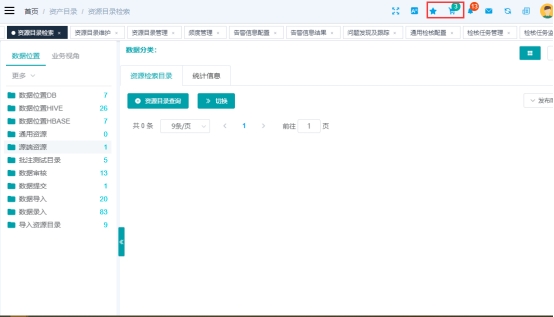 首页 / 资产目录 / 资源目录检索
3
13
资源目录检索 × 资源目录维护 × 资源目录管理 × 频度管理 × 告警信息配置 × 告警信息结果 × 问题发现及跟踪 × 通用检核配置 × 检核任务管理 × 检核任务
数据位置 业务视角
数据分类:
更多
资源检索目录 统计信息
数据位置DB 7
数据位置HIVE 26
数据位置HBASE 7
通用资源 0
源端资源 1
批注测试目录 5
数据审核 13
数据提交 1
数据导入 20
数据录入 83
导入资源目录 9
资源目录查询 切换
发布
共 0 条 9条/页 < 1 > 前往 1 页